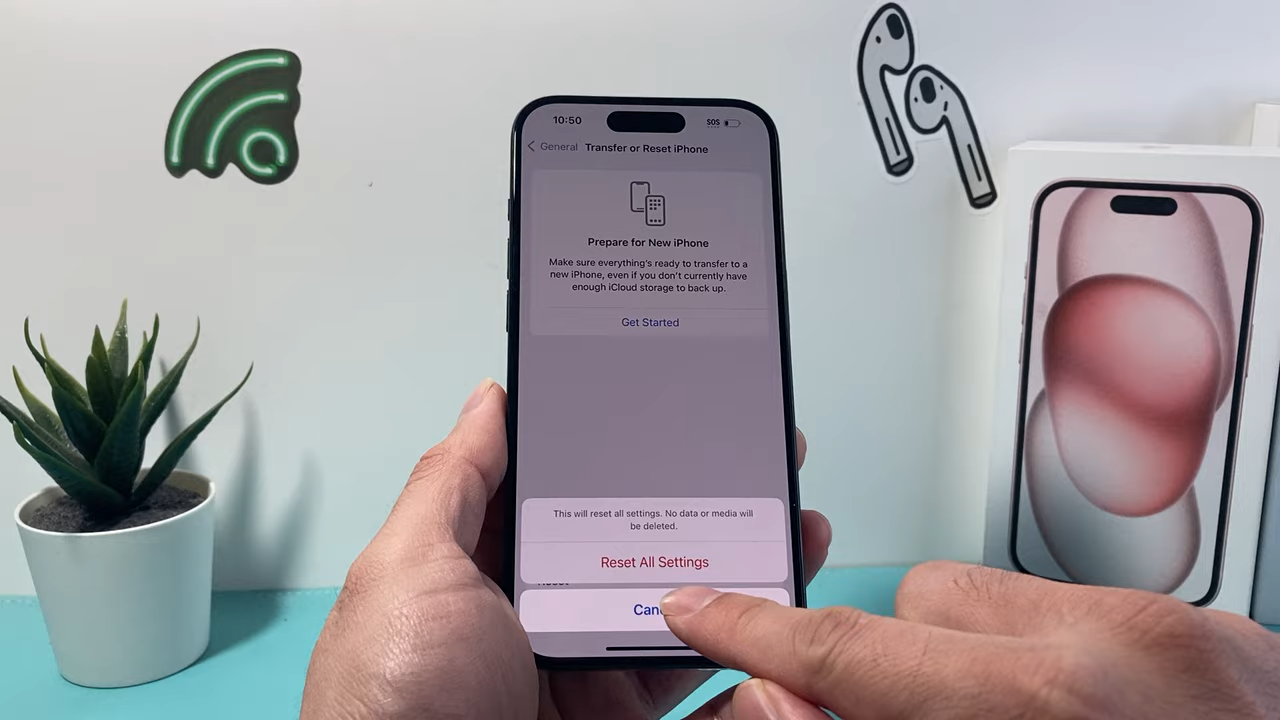 10:50
SOS
General
Transfer or Reset iPhone
Prepare for New iPhone
Make sure everything's ready to transfer to a
new iPhone, even if you don't currently have
enough iCloud storage to back up.
Get Started
This will reset all settings. No data or media will
be deleted.
Reset All Settings